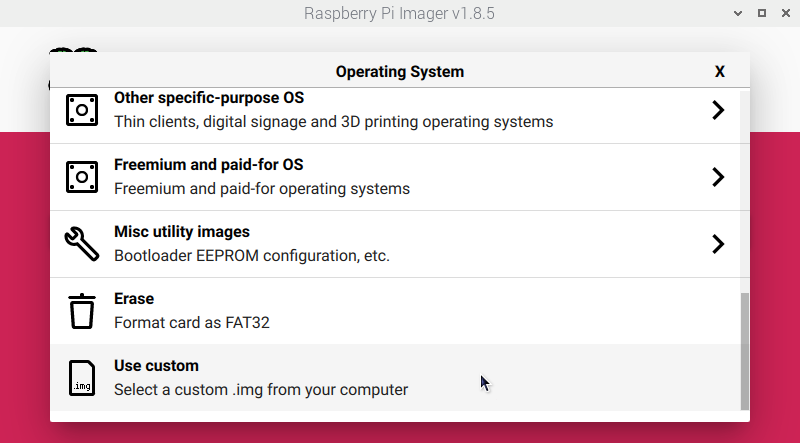 Raspberry Pi Imager v1.8.5
Operating System
X
Other specific-purpose OS
Thin clients, digital signage and 3D printing operating systems
Freemium and paid-for OS
Freemium and paid-for operating systems
Misc utility images
Bootloader EEPROM configuration, etc.
Erase
Format card as FAT32
.img
Use custom
Select a custom .img from your computer